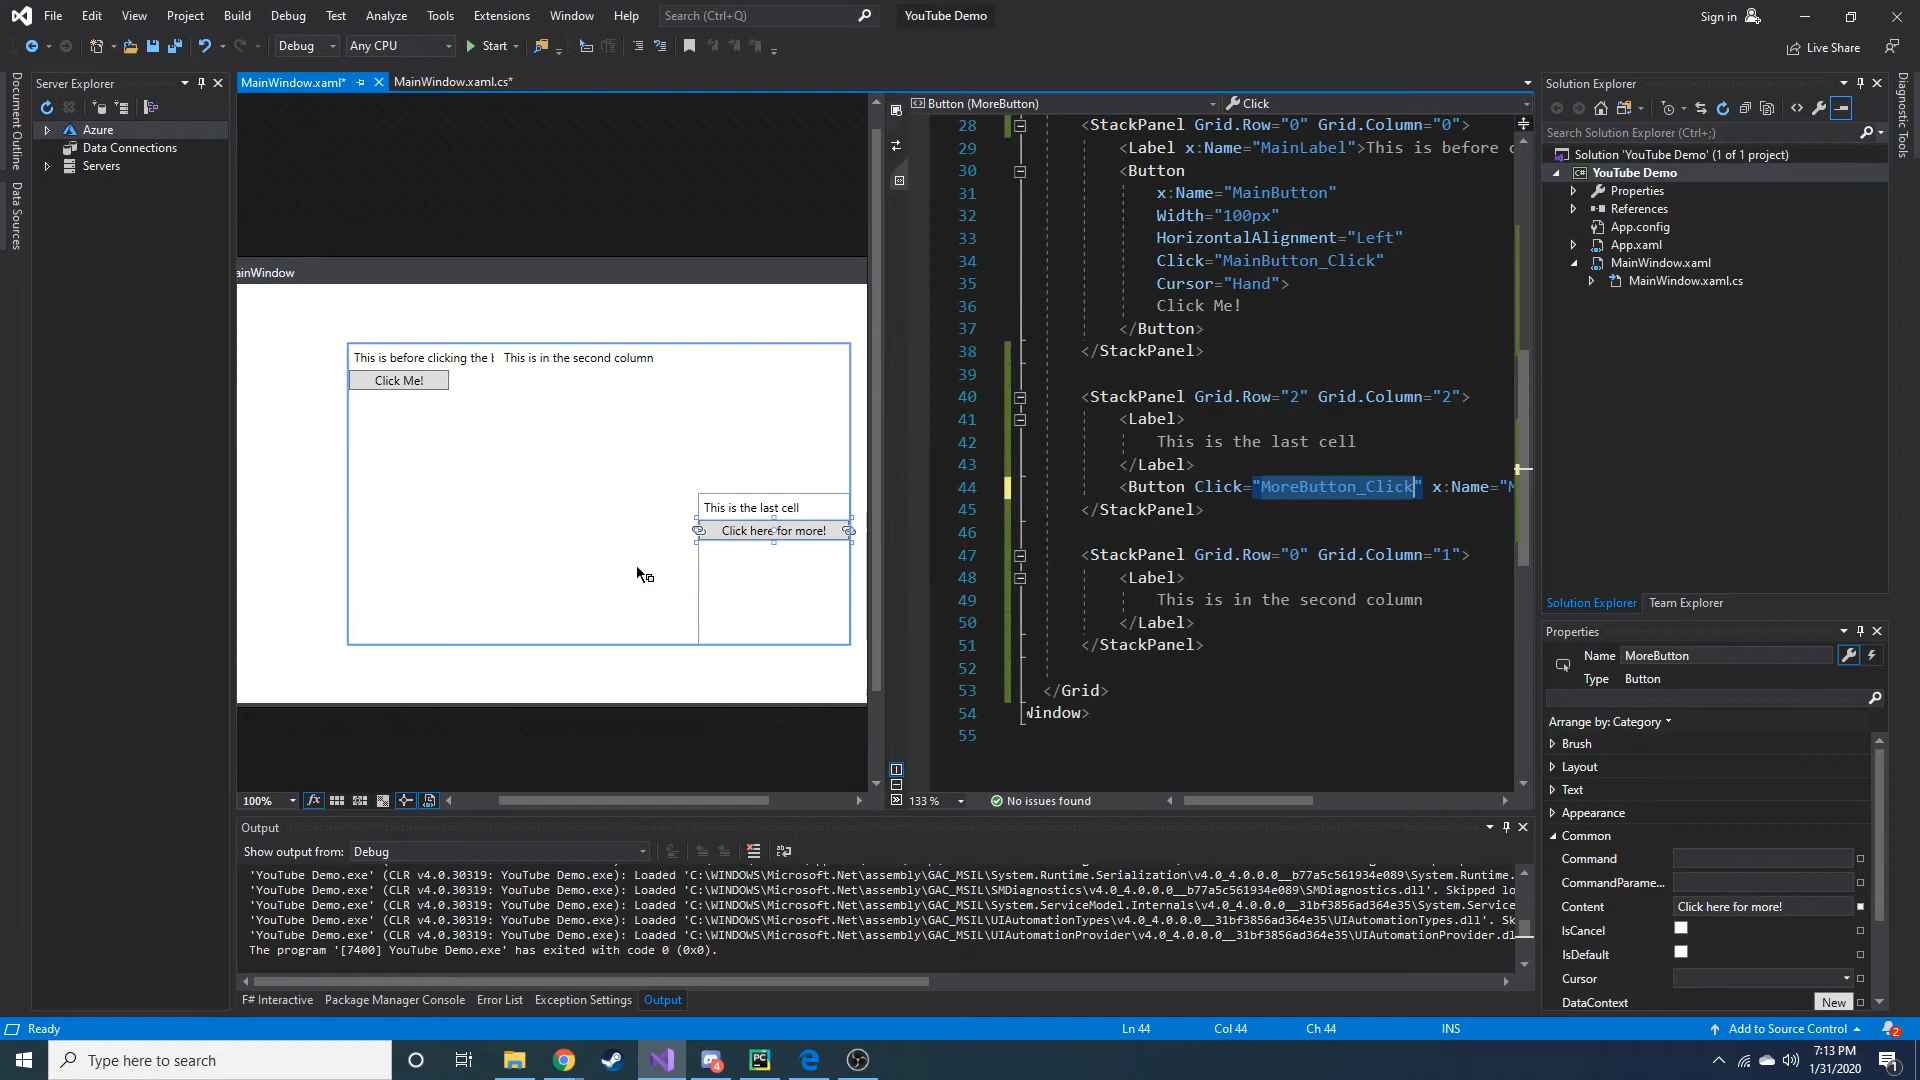 File Edit View Project Build Debug Test Analyze Tools Extensions Window Help Search (Ctrl+Q) YouTube Demo Sign in
Debug Any CPU Start Live Share
Document Outline
Data Sources
Server Explorer
Azure
Data Connections
Servers
MainWindow.xaml* MainWindow.xaml.cs*
Button (MoreButton) Click
ainWindow
This is before clicking the b This is in the second column
Click Me!
This is the last cell
Click here for more!
28 <StackPanel Grid.Row="0" Grid.Column="0">
29 <Label x:Name="MainLabel">This is before c
30 <Button
31 x:Name="MainButton"
32 Width="100px"
33 HorizontalAlignment="Left"
34 Click="MainButton_Click"
35 Cursor="Hand">
36 Click Me!
37 </Button>
38 </StackPanel>
39
40 <StackPanel Grid.Row="2" Grid.Column="2">
41 <Label>
42 This is the last cell
43 </Label>
44 <Button Click="MoreButton_Click" x:Name="M
45 </StackPanel>
46
47 <StackPanel Grid.Row="0" Grid.Column="1">
48 <Label>
49 This is in the second column
50 </Label>
51 </StackPanel>
52
53 </Grid>
54 Window>
55
100% fx 133 % No issues found
Output
Show output from: Debug
'YouTube Demo.exe' (CLR v4.0.30319: YouTube Demo.exe): Loaded 'C:\WINDOWS\Microsoft.Net\assembly\GAC_MSIL\System.Runtime.Serialization\v4.0_4.0.0.0__b77a5c561934e089\System.Runtime.
'YouTube Demo.exe' (CLR v4.0.30319: YouTube Demo.exe): Loaded 'C:\WINDOWS\Microsoft.Net\assembly\GAC_MSIL\SMDiagnostics\v4.0_4.0.0.0__b77a5c561934e089\SMDiagnostics.dll'. Skipped lo
'YouTube Demo.exe' (CLR v4.0.30319: YouTube Demo.exe): Loaded 'C:\WINDOWS\Microsoft.Net\assembly\GAC_MSIL\System.ServiceModel.Internals\v4.0_4.0.0.0__31bf3856ad364e35\System.Service
'YouTube Demo.exe' (CLR v4.0.30319: YouTube Demo.exe): Loaded 'C:\WINDOWS\Microsoft.Net\assembly\GAC_MSIL\UIAutomationTypes\v4.0_4.0.0.0__31bf3856ad364e35\UIAutomationTypes.dll'. Sk
'YouTube Demo.exe' (CLR v4.0.30319: YouTube Demo.exe): Loaded 'C:\WINDOWS\Microsoft.Net\assembly\GAC_MSIL\UIAutomationProvider\v4.0_4.0.0.0__31bf3856ad364e35\UIAutomationProvider.dl
The program '[7400] YouTube Demo.exe' has exited with code 0 (0x0).
F# Interactive Package Manager Console Error List Exception Settings Output
Solution Explorer
Search Solution Explorer (Ctrl+;)
Solution 'YouTube Demo' (1 of 1 project)
YouTube Demo
Properties
References
App.config
App.xaml
MainWindow.xaml
MainWindow.xaml.cs
Solution Explorer Team Explorer
Diagnostic Tools
Properties
Name MoreButton
Type Button
Arrange by: Category
Brush
Layout
Text
Appearance
Common
Command
CommandParame...
Content Click here for more!
IsCancel
IsDefault
Cursor
DataContext New
Ready Ln 44 Col 44 Ch 44 INS Add to Source Control 2
Type here to search 4 PC 7:13 PM
1/31/2020 1